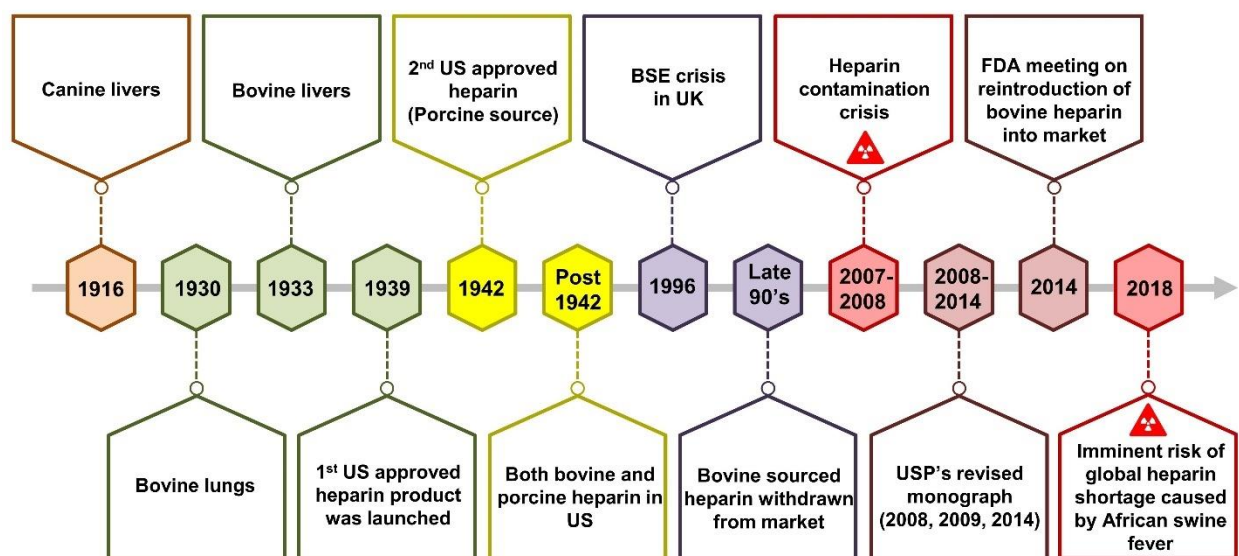 Canine livers
Bovine livers
2nd US approved
heparin
(Porcine source)
BSE crisis
in UK
Heparin
contamination
crisis
FDA meeting on
reintroduction of
bovine heparin
into market
1916
1930
1933
1939
1942
Post
1942
1996
Late
90’s
2007-
2008
2008-
2014
2014
2018
Bovine lungs
1st US approved
heparin product
was launched
Both bovine and
porcine heparin in
US
Bovine sourced
heparin withdrawn
from market
USP’s revised
monograph
(2008, 2009, 2014)
Imminent risk of
global heparin
shortage caused
by African swine
fever